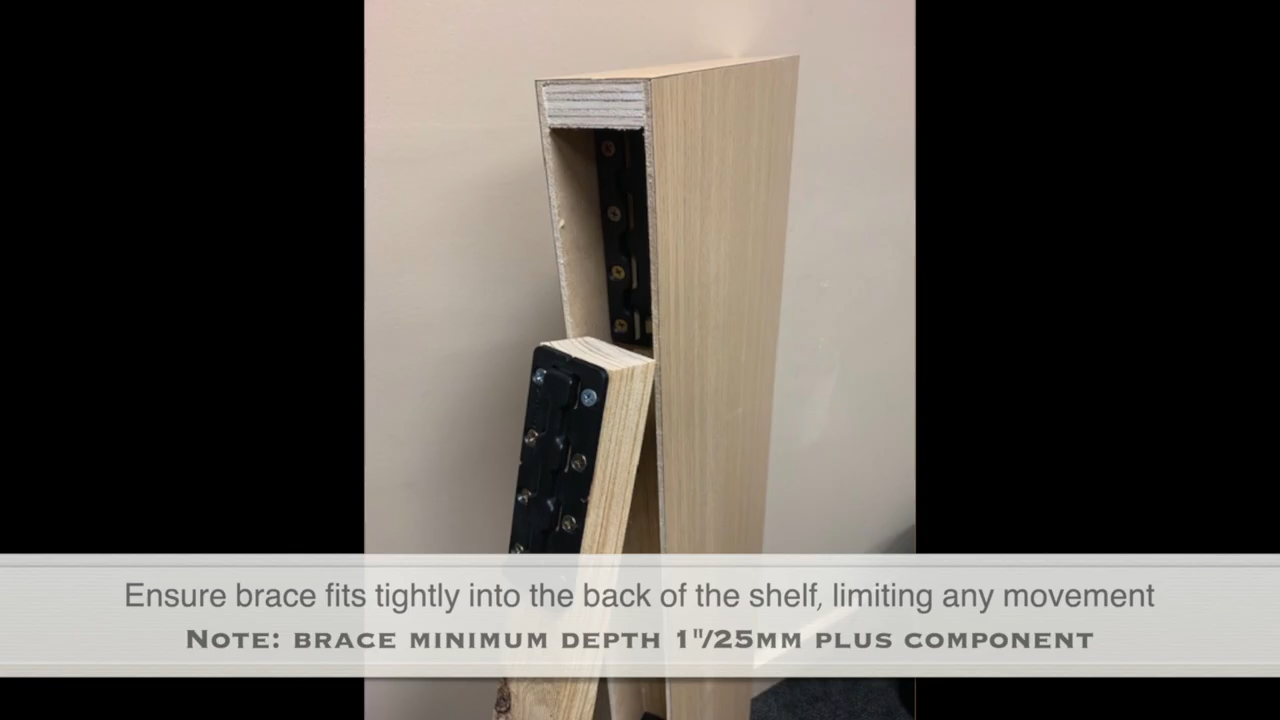 Ensure brace fits tightly into the back of the shelf, limiting any movement
NOTE: BRACE MINIMUM DEPTH 1"/25MM PLUS COMPONENT